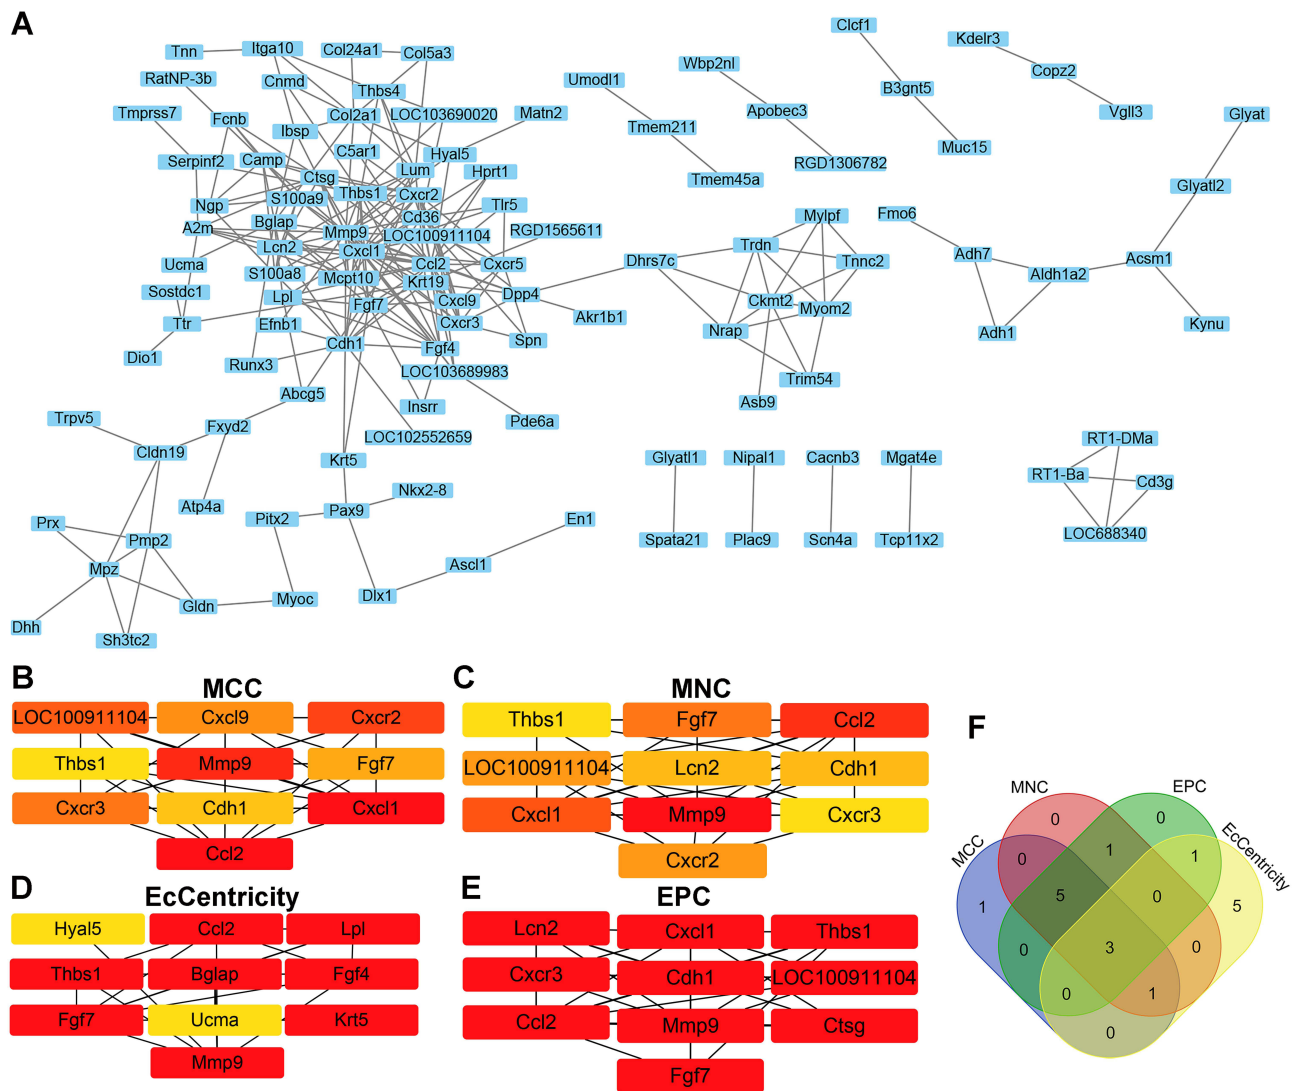 A
Tnn
Itga10
Col24a1
Col5a3
Clcf1
Kdelr3
RatNP-3b
Cnmd
Thbs4
Umodl1
Wbp2nl
Copz2
B3gnt5
Tmprss7
Fcnb
Col2a1
LOC103690020
Matn2
Apobec3
Vgll3
Glyat
Ibsp
Tmem211
Serpinf2
Camp
C5ar1
Hyal5
Muc15
RGD1306782
Ctsg
Lum
Hprt1
Tmem45a
Glyatl2
Ngp
S100a9
Thbs1
Cxcr2
Tlr5
A2m
Bglap
Mmp9
Cd36
LOC100911104
RGD1565611
Mylpf
Fmo6
Lcn2
Cxcl1
Trdn
Ucma
S100a8
Mcpt10
Ccl2
Cxcr5
Dhrs7c
Tnnc2
Adh7
Aldh1a2
Acsm1
Sostdc1
Lpl
Krt19
Fgf7
Cxcl9
Dpp4
Ckmt2
Myom2
Ttr
Efnb1
Cxcr3
Akr1b1
Nrap
Adh1
Kynu
Dio1
Runx3
Cdh1
Fgf4
Spn
LOC103689983
Trim54
Abcg5
Insrr
Asb9
Trpv5
Fxyd2
Pde6a
LOC102552659
RT1-DMa
Cldn19
Krt5
Glyatl1
Nipal1
Cacnb3
Mgat4e
RT1-Ba
Cd3g
Nkx2-8
Atp4a
Pitx2
Pax9
Prx
En1
Pmp2
Spata21
Plac9
Scn4a
Tcp11x2
LOC688340
Mpz
Ascl1
Gldn
Myoc
Dlx1
Dhh
Sh3tc2
B
MCC
LOC100911104
Cxcl9
Cxcr2
Thbs1
Mmp9
Fgf7
Cxcr3
Cdh1
Cxcl1
Ccl2
C
MNC
Thbs1
Fgf7
Ccl2
LOC100911104
Lcn2
Cdh1
Cxcl1
Mmp9
Cxcr3
Cxcr2
D
EcCentricity
Hyal5
Ccl2
Lpl
Thbs1
Bglap
Fgf4
Fgf7
Ucma
Krt5
Mmp9
E
EPC
Lcn2
Cxcl1
Thbs1
Cxcr3
Cdh1
LOC100911104
Ccl2
Mmp9
Ctsg
Fgf7
F
MNC
EPC
MCC
EcCentricity
0
0
0
1
1
1
5
0
5
0
3
0
0
1
0